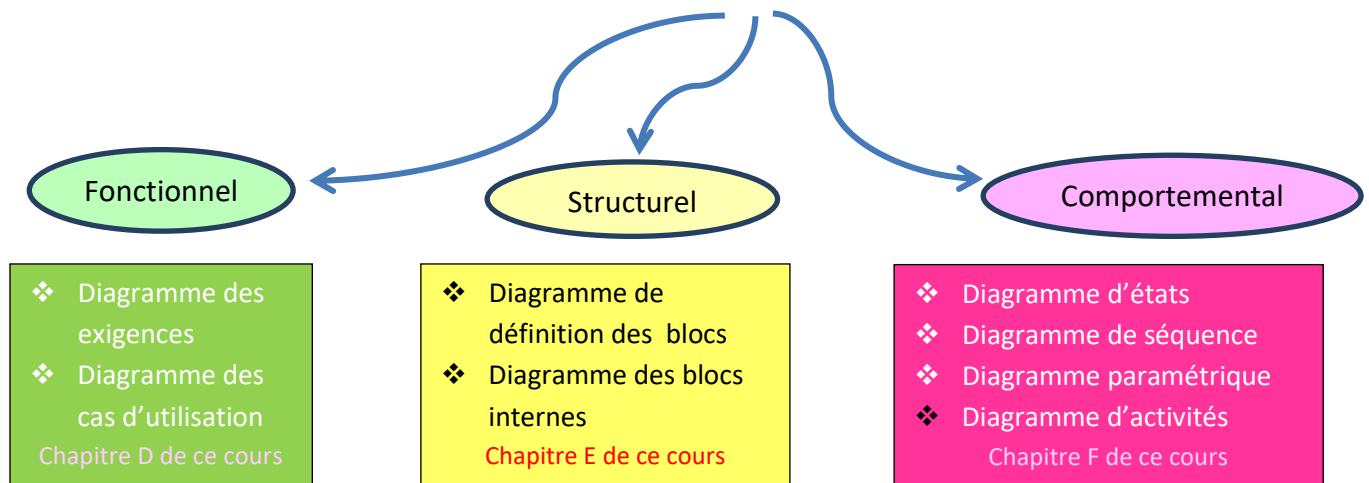 Fonctionnel
Structurel
Comportemental
❖ Diagramme des
exigences
❖ Diagramme des
cas d’utilisation
Chapitre D de ce cours
❖ Diagramme de
définition des blocs
❖ Diagramme des blocs
internes
Chapitre E de ce cours
❖ Diagramme d’états
❖ Diagramme de séquence
❖ Diagramme paramétrique
❖ Diagramme d’activités
Chapitre F de ce cours